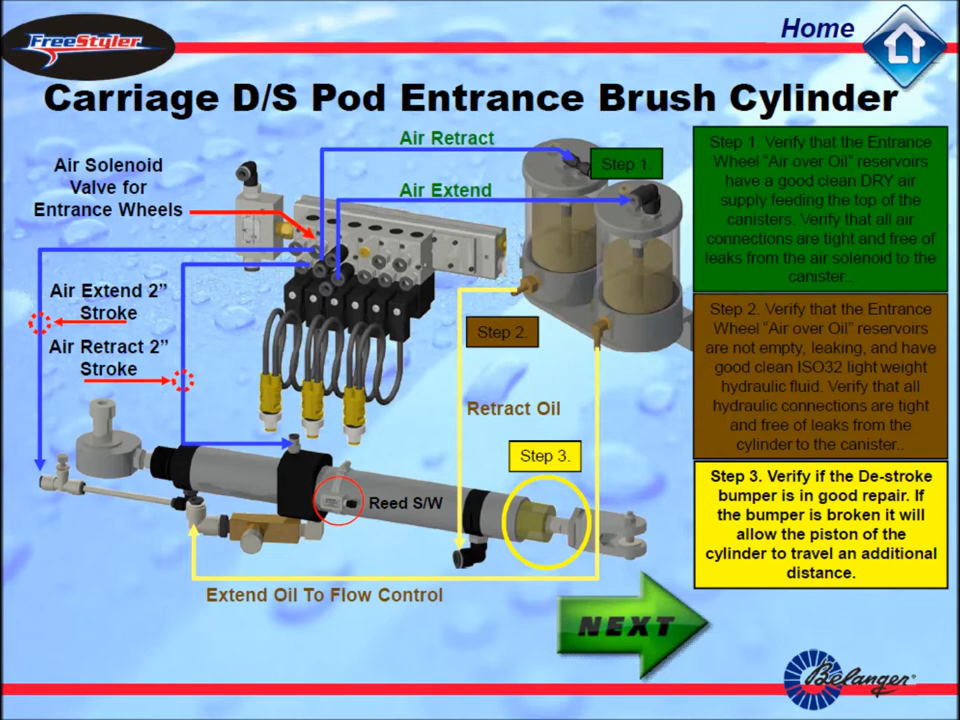 FreeStyler
Home
Carriage D/S Pod Entrance Brush Cylinder
Air Retract
Air Solenoid
Valve for
Entrance Wheels
Air Extend
Step 1.
Step 1. Verify that the Entrance
Wheel “Air over Oil” reservoirs
have a good clean DRY air
supply feeding the top of the
canisters. Verify that all air
connections are tight and free of
leaks from the air solenoid to the
canister..
Air Extend 2”
Stroke
Air Retract 2”
Stroke
Step 2.
Step 2. Verify that the Entrance
Wheel “Air over Oil” reservoirs
are not empty, leaking, and have
good clean ISO32 light weight
hydraulic fluid. Verify that all
hydraulic connections are tight
and free of leaks from the
cylinder to the canister..
Retract Oil
Step 3.
Reed S/W
Step 3. Verify if the De-stroke
bumper is in good repair. If
the bumper is broken it will
allow the piston of the
cylinder to travel an additional
distance.
Extend Oil To Flow Control
NEXT
Belanger